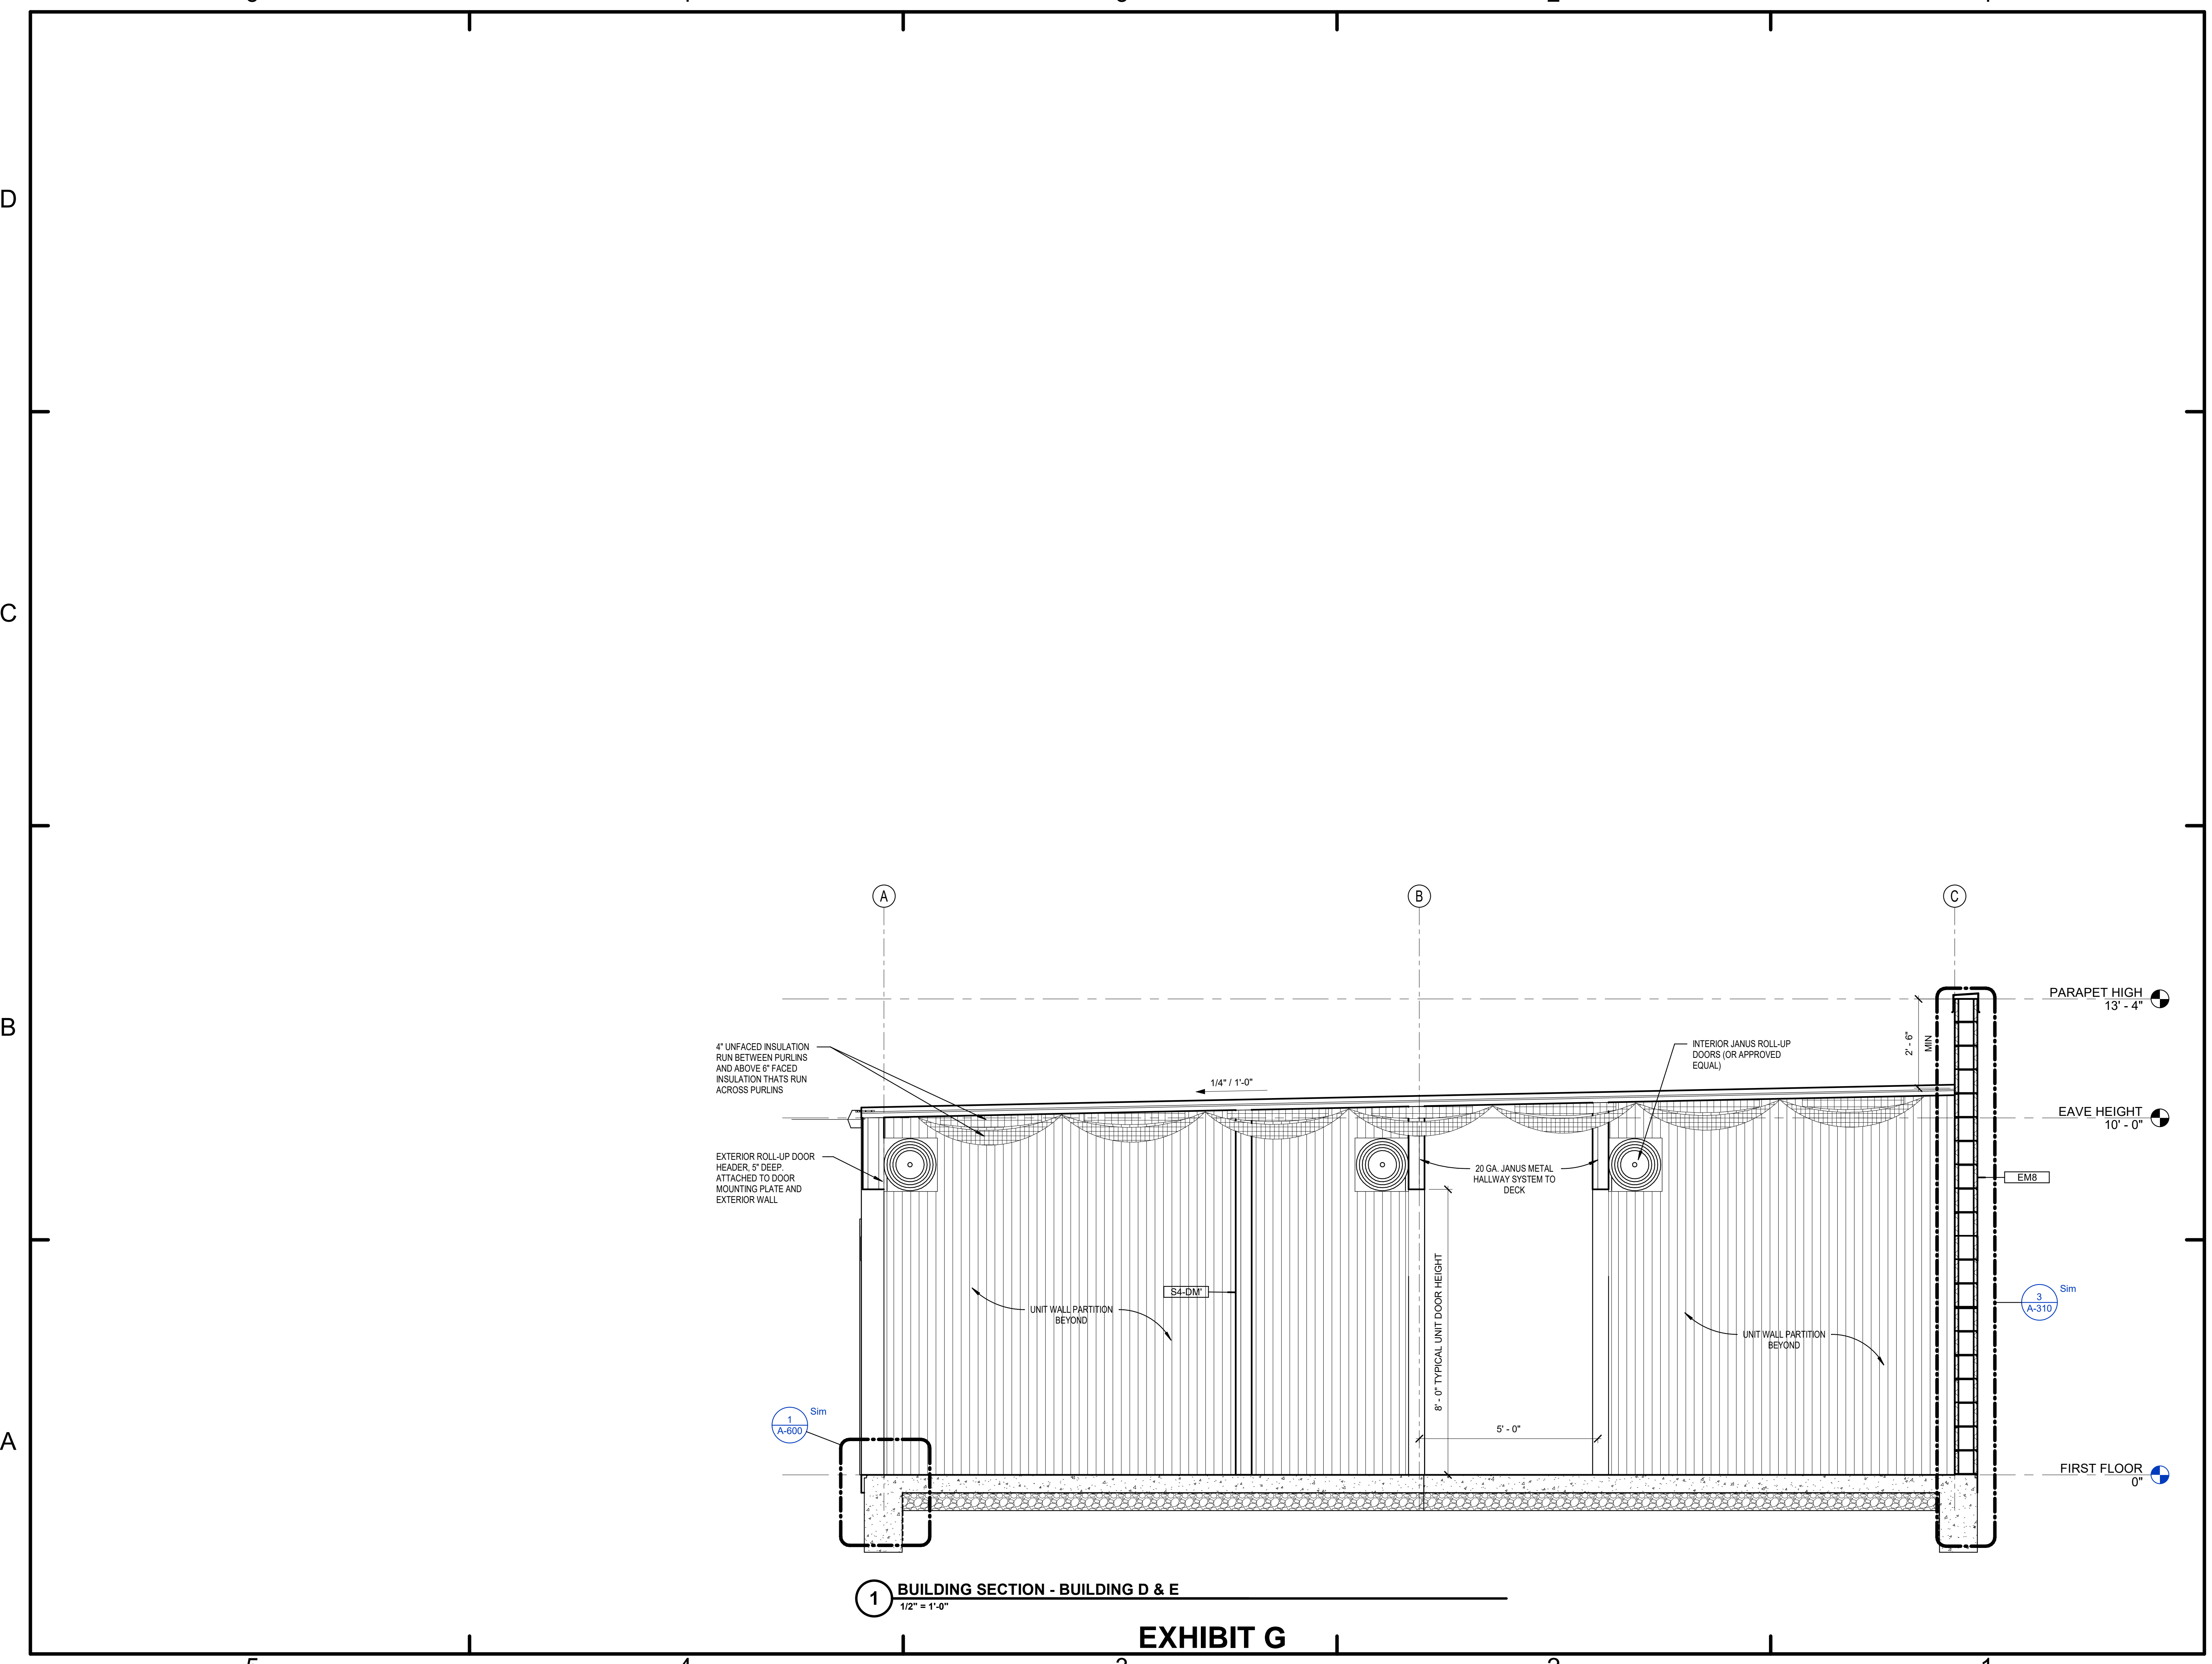 D
C
B
A
A
B
C
PARAPET HIGH
13' - 4"
2' - 6"
MIN
4" UNFACED INSULATION
RUN BETWEEN PURLINS
AND ABOVE 6" FACED
INSULATION THATS RUN
ACROSS PURLINS
1/4" / 1'-0"
INTERIOR JANUS ROLL-UP
DOORS (OR APPROVED
EQUAL)
EAVE HEIGHT
10' - 0"
EXTERIOR ROLL-UP DOOR
HEADER, 5" DEEP.
ATTACHED TO DOOR
MOUNTING PLATE AND
EXTERIOR WALL
20 GA. JANUS METAL
HALLWAY SYSTEM TO
DECK
EM8
S4-DM'
8' - 0" TYPICAL UNIT DOOR HEIGHT
UNIT WALL PARTITION
BEYOND
UNIT WALL PARTITION
BEYOND
3
A-310
Sim
1
A-600
Sim
5' - 0"
FIRST FLOOR
0"
1
BUILDING SECTION - BUILDING D & E
1/2" = 1'-0"
EXHIBIT G